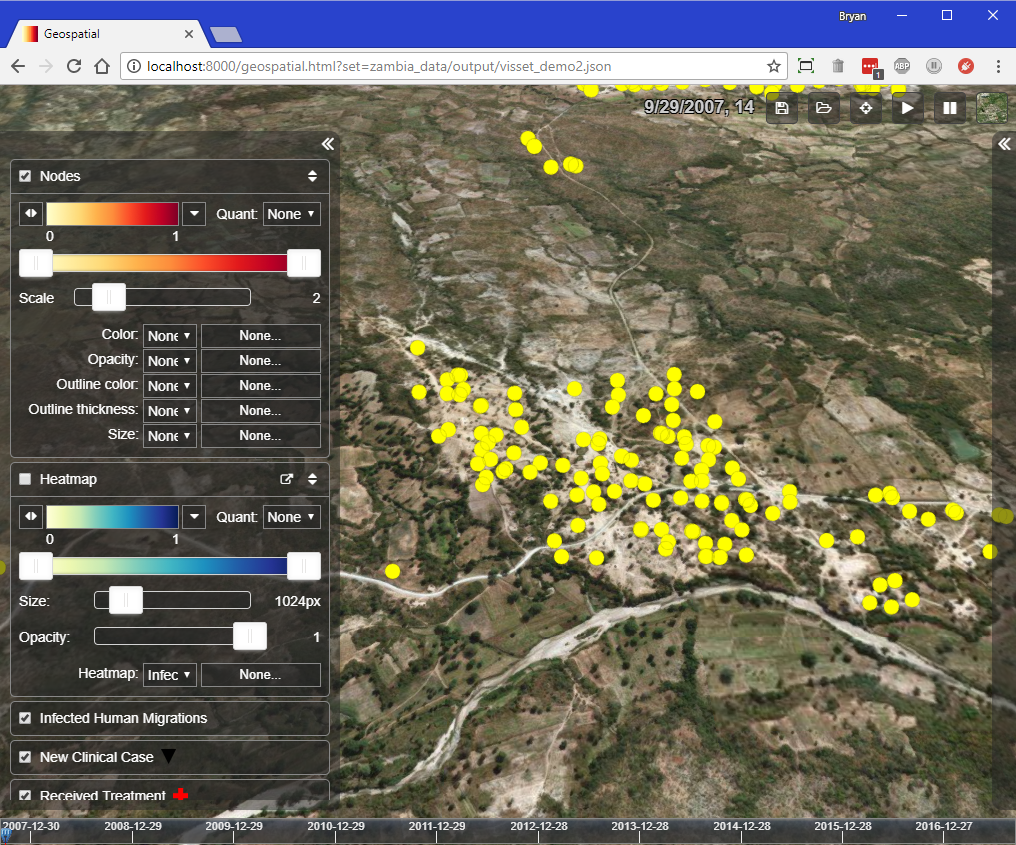 Bryan
Geospatial
localhost:8000/geospatial.html?set=zambia_data/output/visset_demo2.json
1
ABP
9/29/2007, 14
Nodes
Quant: None
0 1
Scale 2
Color: None None...
Opacity: None None...
Outline color: None None...
Outline thickness: None None...
Size: None None...
Heatmap
Quant: None
0 1
Size: 1024px
Opacity: 1
Heatmap: Infec None...
Infected Human Migrations
New Clinical Case
Received Treatment
2007-12-30 2008-12-29 2009-12-29 2010-12-29 2011-12-29 2012-12-28 2013-12-28 2014-12-28 2015-12-28 2016-12-27